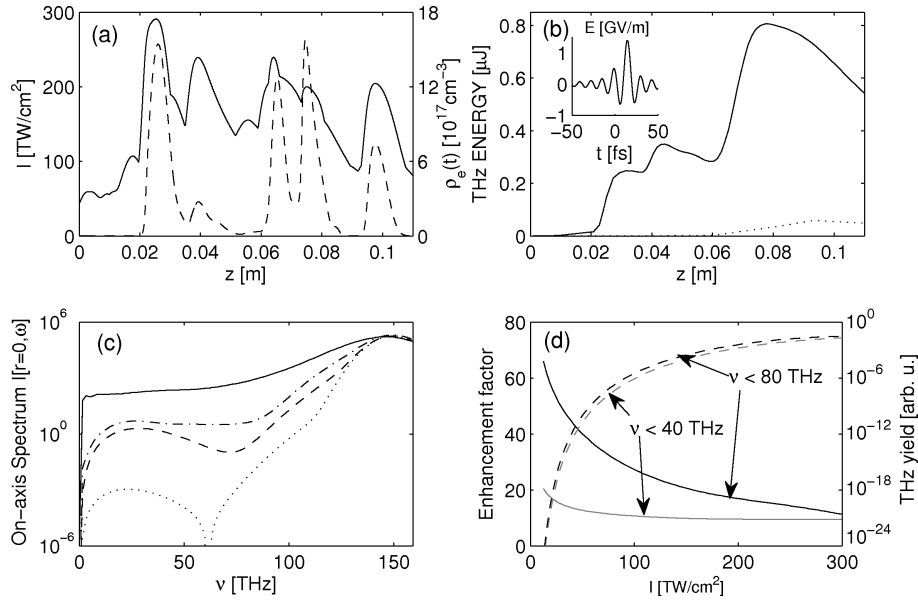 (a)
300
200
100
0
I [TW/cm²]
18
12
6
0
ρe(t) [10¹⁷cm⁻³]
0 0.02 0.04 0.06 0.08 0.1
z [m]
(b)
0.8
0.6
0.4
0.2
0
THz ENERGY [μJ]
E [GV/m]
1
0
−1
−50 0 50
t [fs]
0 0.02 0.04 0.06 0.08 0.1
z [m]
(c)
10⁶
10⁰
10⁻⁶
On-axis Spectrum I[r=0,ω]
0 50 100 150
ν [THz]
(d)
80
60
40
20
0
Enhancement factor
ν < 80 THz
ν < 40 THz
10⁻⁰
10⁻⁶
10⁻¹²
10⁻¹⁸
10⁻²⁴
THz yield [arb. u.]
0 100 200 300
I [TW/cm²]